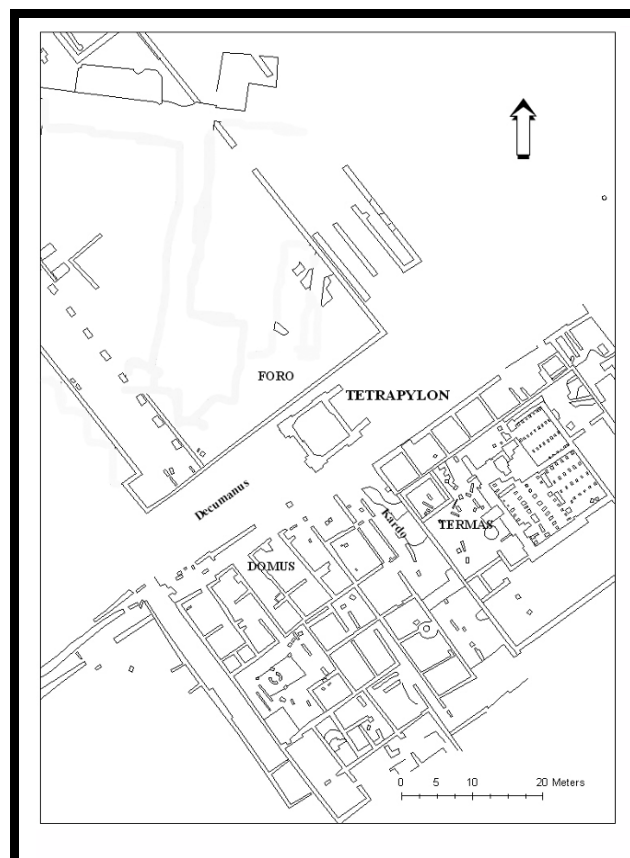 FORO
TETRAPYLON
Decumanus
Kardo
TERMAS
DOMUS
0 5 10 20 Meters